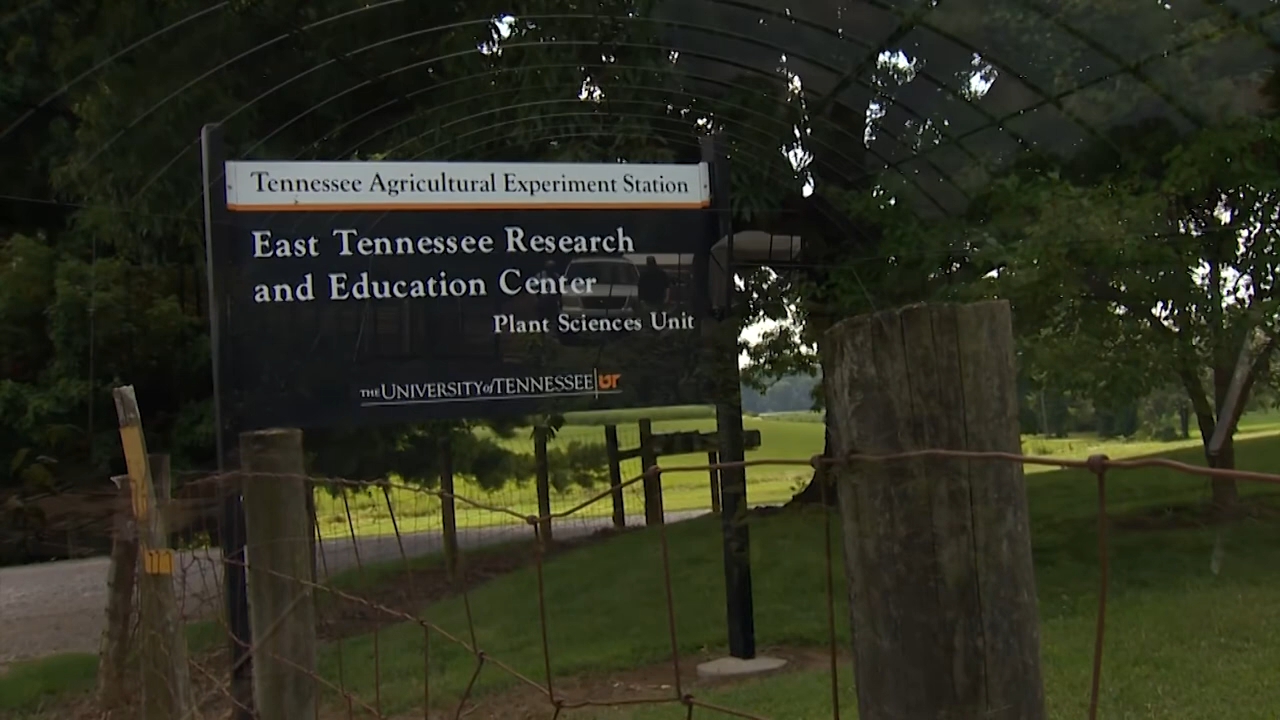 Tennessee Agricultural Experiment Station
East Tennessee Research
and Education Center
Plant Sciences Unit
THE UNIVERSITY of TENNESSEE UT